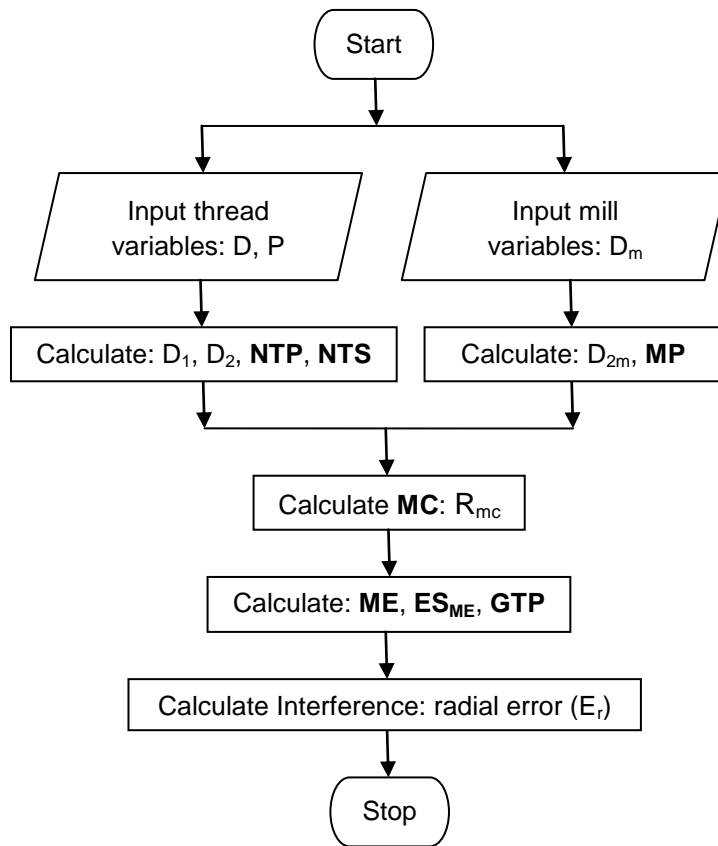 Start
Input thread
variables: D, P
Input mill
variables: Dₘ
Calculate: D₁, D₂, NTP, NTS
Calculate: D₂ₘ, MP
Calculate MC: Rₘc
Calculate: ME, ES_ME, GTP
Calculate Interference: radial error (Eᵣ)
Stop